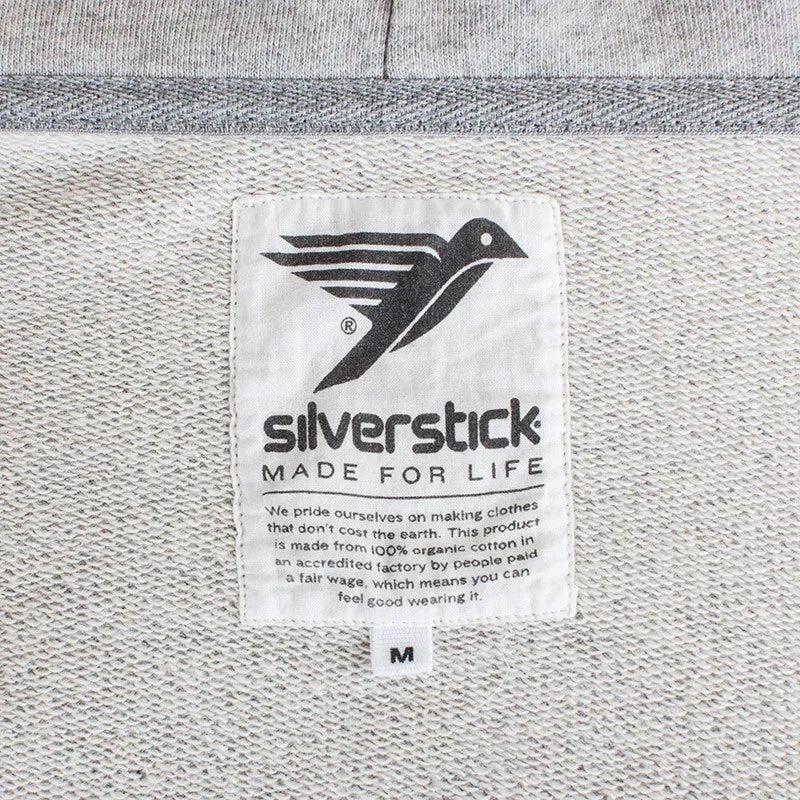 ®
silverstick®
MADE FOR LIFE
We pride ourselves on making clothes
that don't cost the earth. This product
is made from 100% organic cotton in
an accredited factory by people paid
a fair wage, which means you can
feel good wearing it.
M